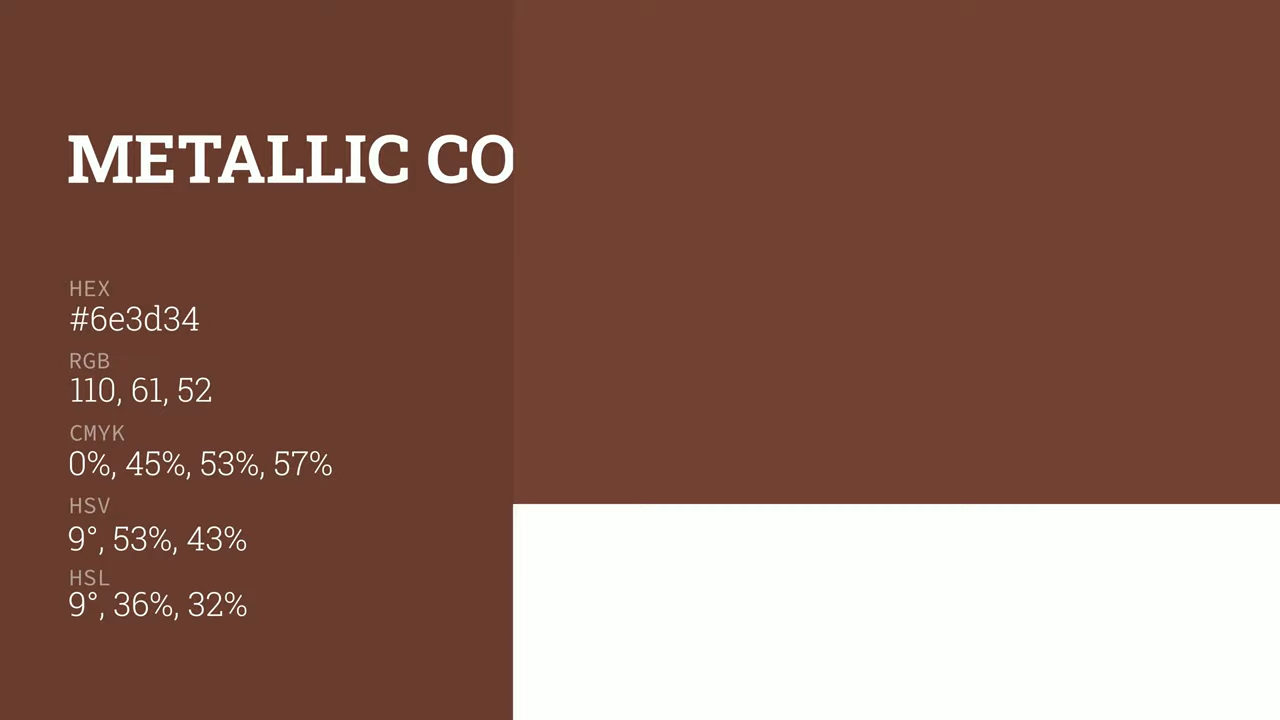 METALLIC CO
HEX
#6e3d34
RGB
110, 61, 52
CMYK
0%, 45%, 53%, 57%
HSV
9°, 53%, 43%
HSL
9°, 36%, 32%